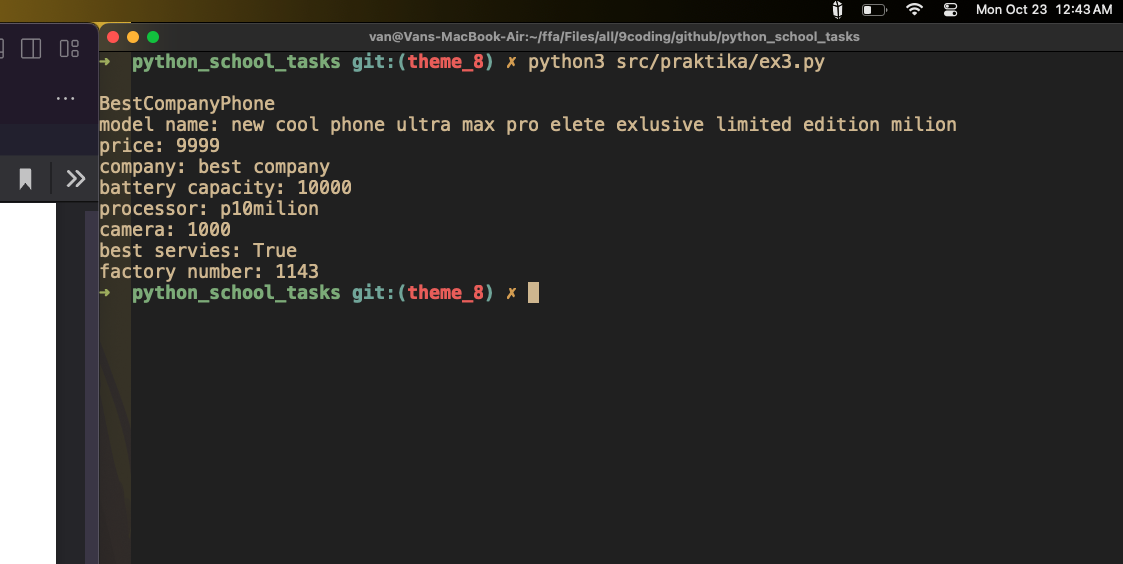 Mon Oct 23 12:43 AM
van@Vans-MacBook-Air:~/ffa/Files/all/9coding/github/python_school_tasks
➜ python_school_tasks git:(theme_8) ✗ python3 src/praktika/ex3.py
BestCompanyPhone
model name: new cool phone ultra max pro elete exlusive limited edition milion
price: 9999
company: best company
battery capacity: 10000
processor: p10milion
camera: 1000
best servies: True
factory number: 1143
➜ python_school_tasks git:(theme_8) ✗